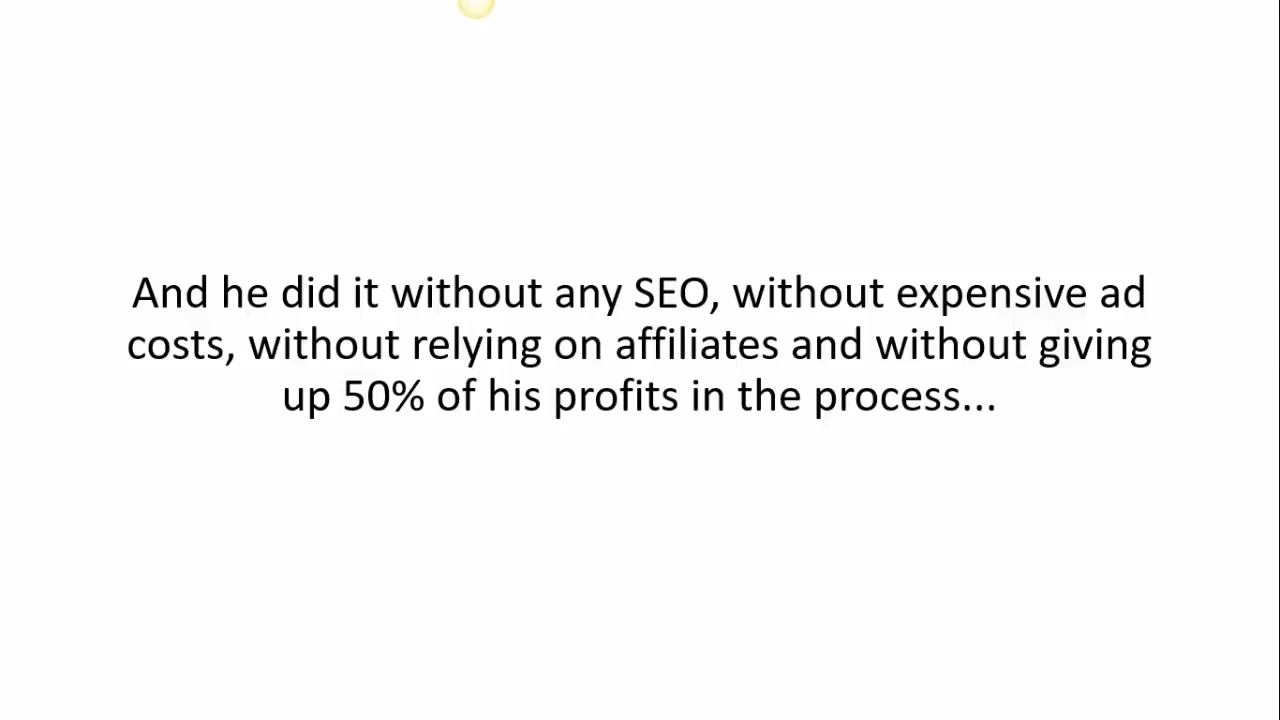 And he did it without any SEO, without expensive ad
costs, without relying on affiliates and without giving
up 50% of his profits in the process...